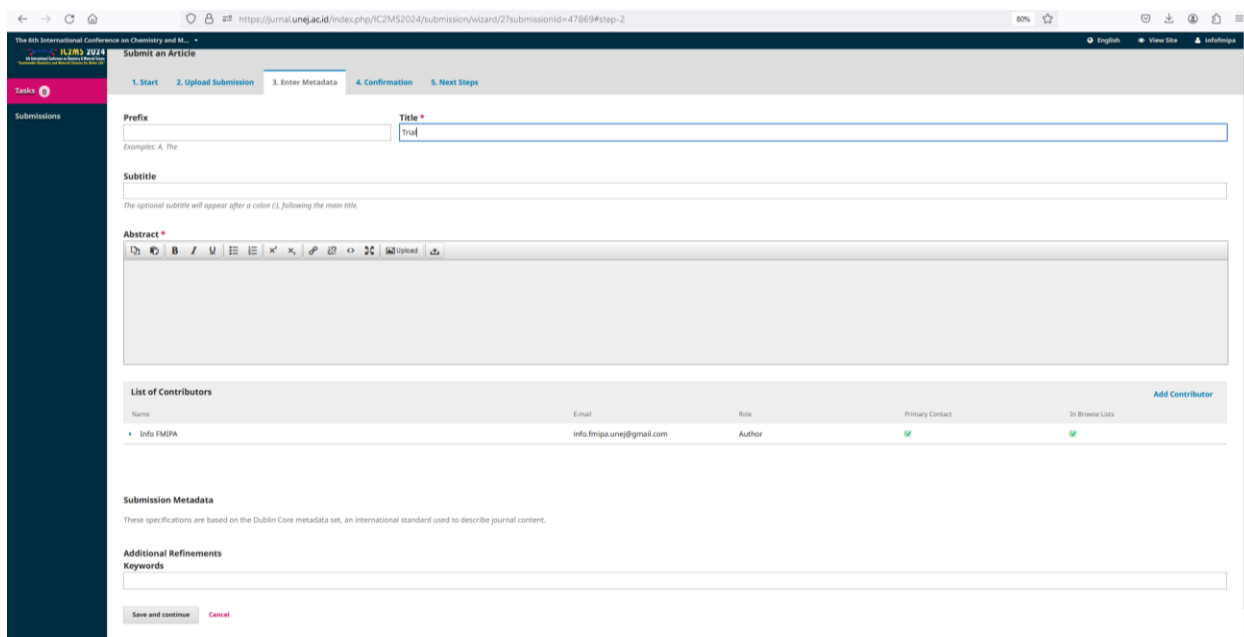 https://jurnal.unej.ac.id/index.php/IC2MS2024/submission/wizard/2?submissionId=47869#step-2
80%
The 6th International Conference on Chemistry and M...
English
View Site
infofmipa
IC2MS 2024
Submit an Article
Tasks 0
Submissions
1. Start 2. Upload Submission 3. Enter Metadata 4. Confirmation 5. Next Steps
Prefix Title *
Trial
Examples: A, The
Subtitle
The optional subtitle will appear after a colon (:), following the main title.
Abstract *
B I U Upload
List of Contributors Add Contributor
Name E-mail Role Primary Contact In Browse Lists
Info FMIPA info.fmipa.unej@gmail.com Author
Submission Metadata
These specifications are based on the Dublin Core metadata set, an international standard used to describe journal content.
Additional Refinements
Keywords
Save and continue Cancel